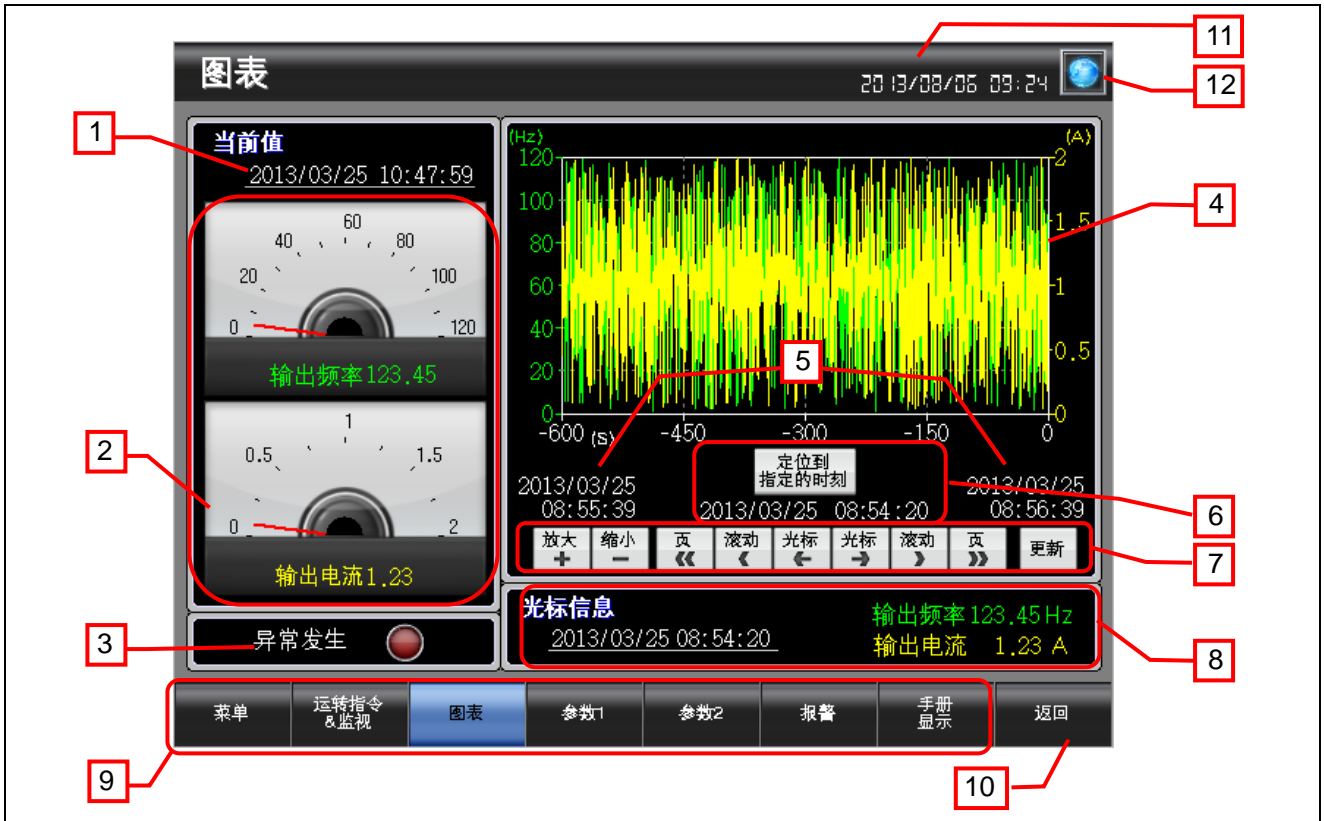 11
图表
2013/08/06 09:24
12
1
当前值
2013/03/25 10:47:59
0
20
40
60
80
100
120
输出频率123.45
2
0
0.5
1
1.5
2
输出电流1.23
3
异常发生
(Hz)
(A)
120
100
80
60
40
20
0
2
1.5
1
0.5
0
4
5
-600 (S) -450 -300 -150 0
定位到
指定的时刻
2013/03/25
08:55:39
2013/03/25 08:54:20
2013/03/25
08:56:39
6
放大 缩小 页 滚动 光标 光标 滚动 页 更新
+ − « ‹ ← → › »
7
光标信息
2013/03/25 08:54:20
输出频率123.45Hz
输出电流 1.23 A
8
菜单
运转指令
&监视
图表
参数1
参数2
报警
手册
显示
返回
9
10